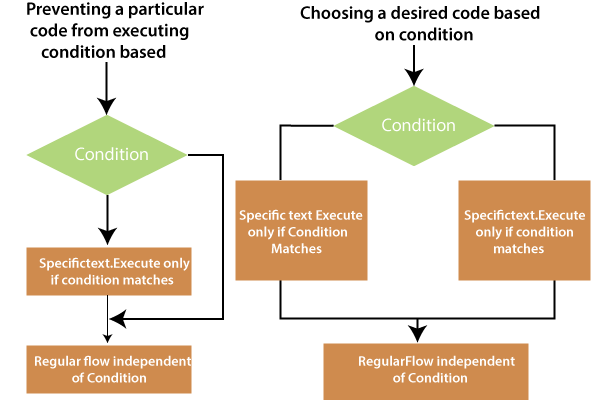 Preventing a particular
code from executing
condition based
Condition
Specifictext.Execute only
if condition matches
Regular flow independent
of Condition
Choosing a desired code based
on condition
Condition
Specific text Execute
only if Condition
Matches
Specifictext.Execute
only if condition
matches
RegularFlow independent
of Condition